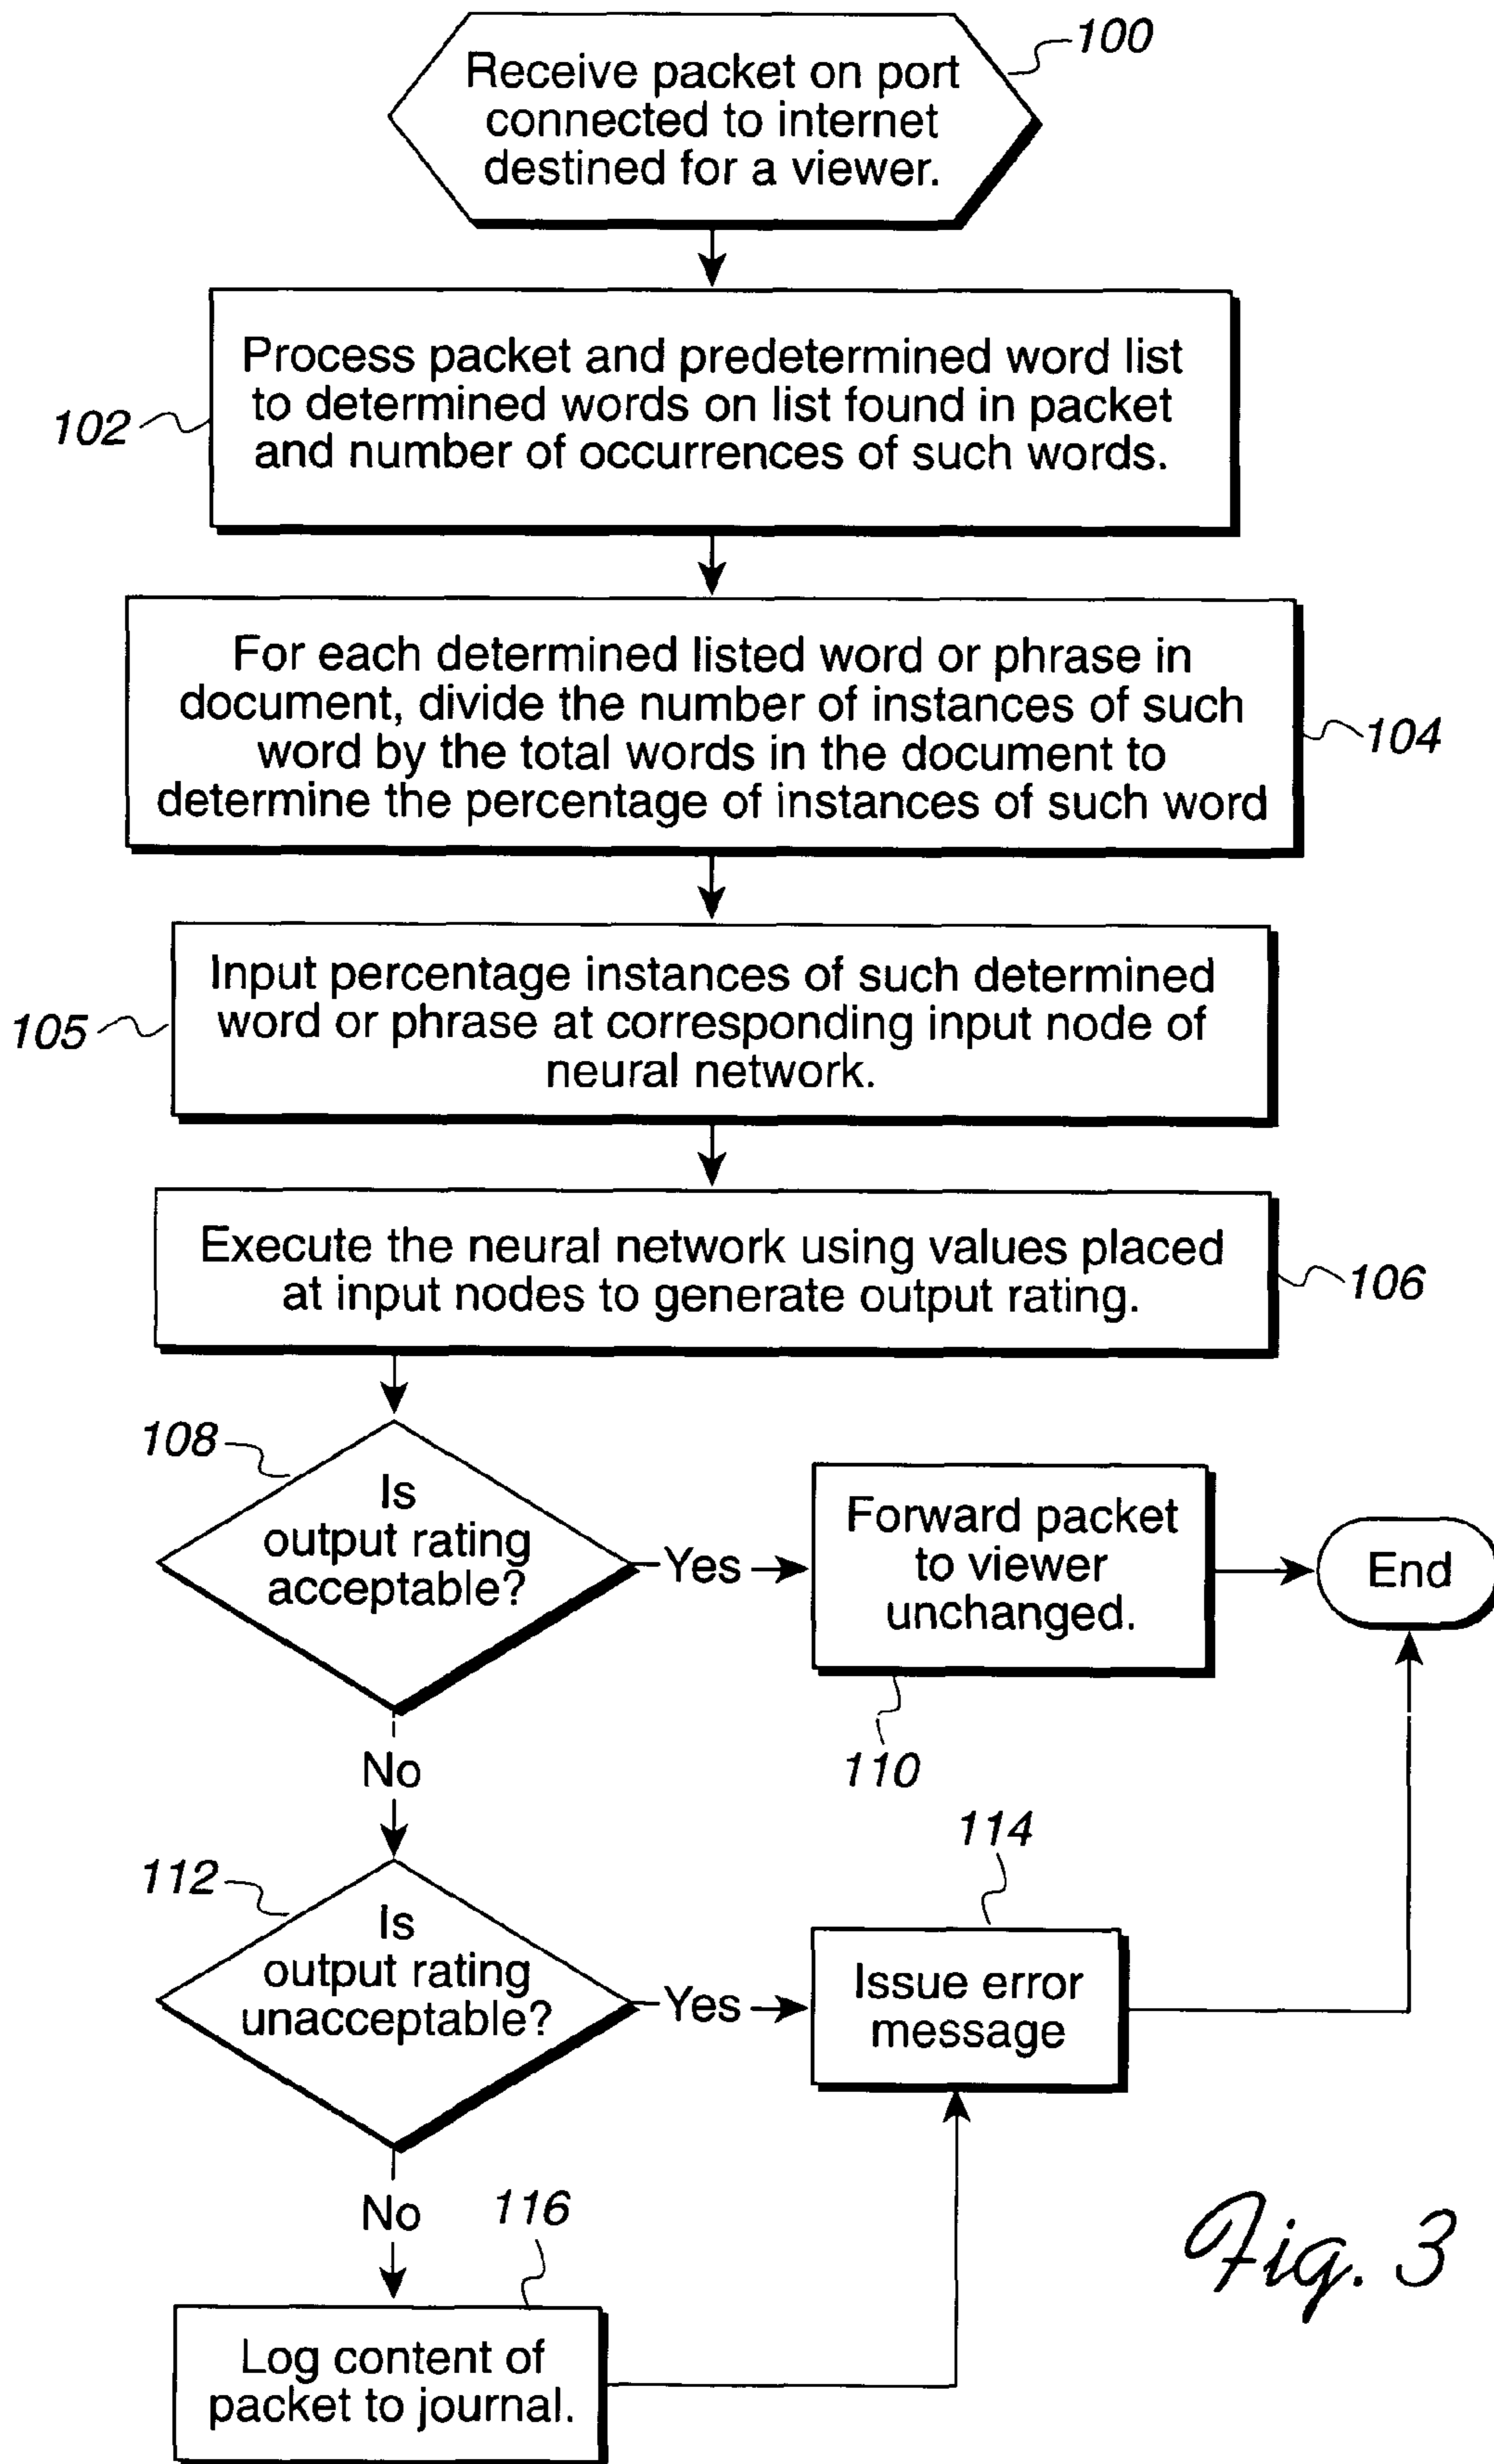 100
Receive packet on port
connected to internet
destined for a viewer.
102
Process packet and predetermined word list
to determined words on list found in packet
and number of occurrences of such words.
For each determined listed word or phrase in
document, divide the number of instances of such
word by the total words in the document to
determine the percentage of instances of such word
104
105
Input percentage instances of such determined
word or phrase at corresponding input node of
neural network.
Execute the neural network using values placed
at input nodes to generate output rating.
106
108
Is
output rating
acceptable?
Yes
Forward packet
to viewer
unchanged.
110
End
No
112
Is
output rating
unacceptable?
Yes
114
Issue error
message
No
116
Log content of
packet to journal.
Fig. 3